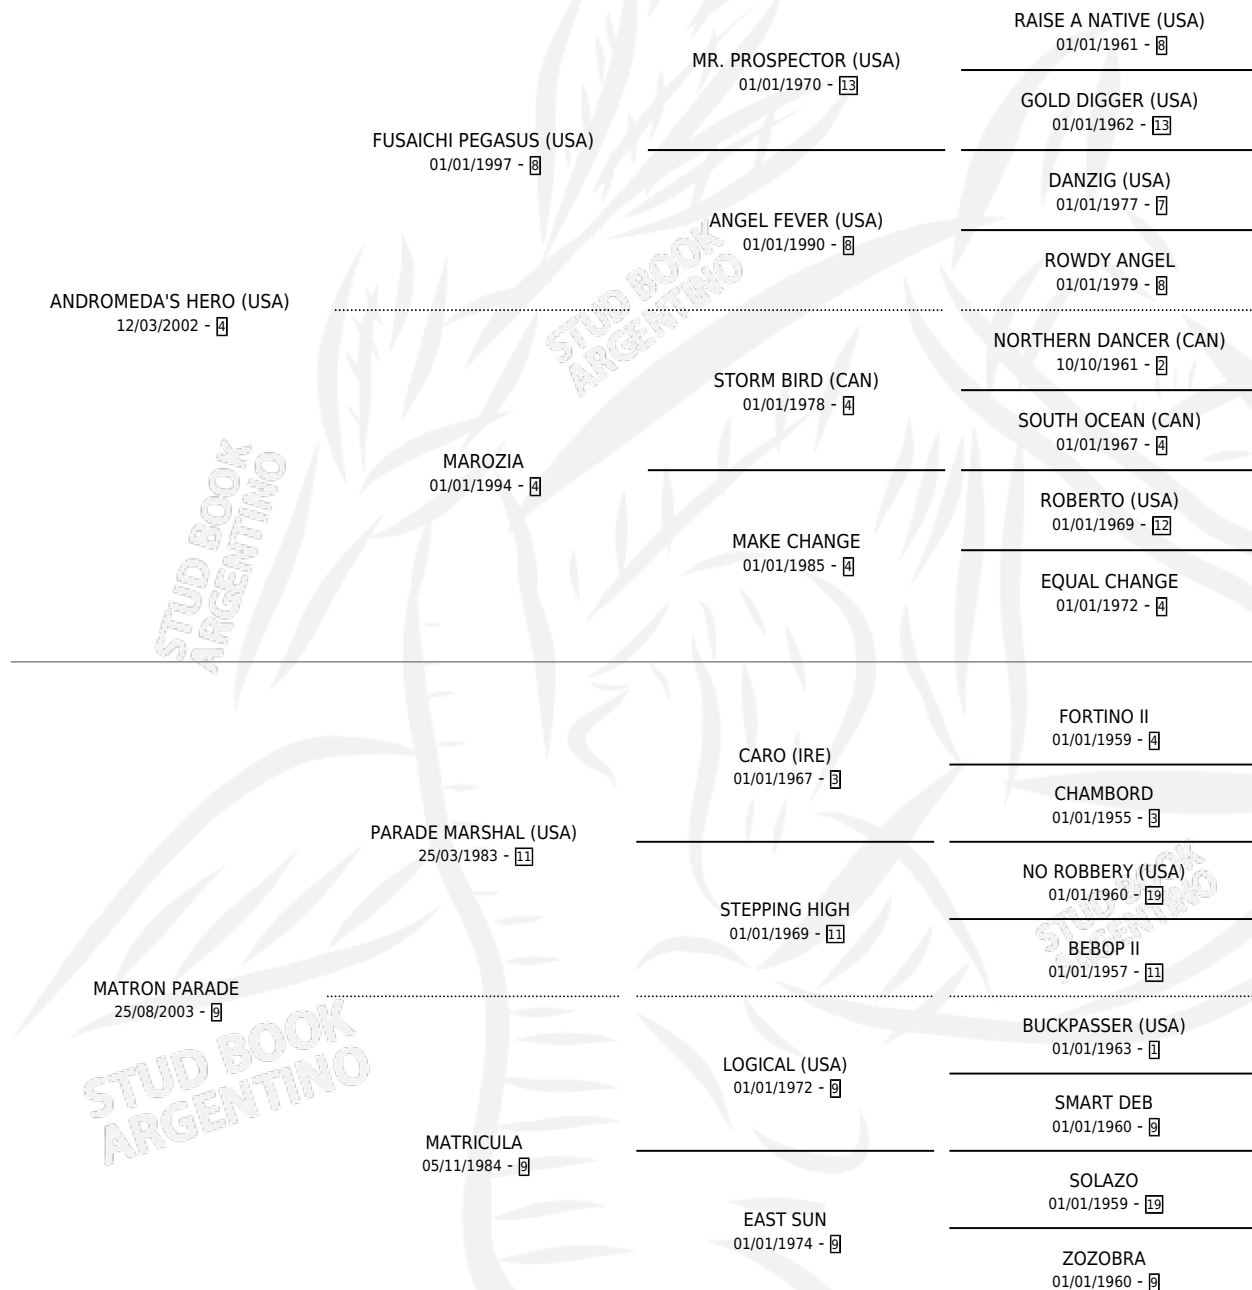 RAISE A NATIVE (USA)
01/01/1961 - 8
MR. PROSPECTOR (USA)
01/01/1970 - 13
GOLD DIGGER (USA)
01/01/1962 - 13
FUSAICHI PEGASUS (USA)
01/01/1997 - 8
DANZIG (USA)
01/01/1977 - 7
ANGEL FEVER (USA)
01/01/1990 - 8
ROWDY ANGEL
01/01/1979 - 8
ANDROMEDA'S HERO (USA)
12/03/2002 - 4
NORTHERN DANCER (CAN)
10/10/1961 - 2
STORM BIRD (CAN)
01/01/1978 - 4
SOUTH OCEAN (CAN)
01/01/1967 - 4
MAROZIA
01/01/1994 - 4
ROBERTO (USA)
01/01/1969 - 12
MAKE CHANGE
01/01/1985 - 4
EQUAL CHANGE
01/01/1972 - 4
FORTINO II
01/01/1959 - 4
CARO (IRE)
01/01/1967 - 3
CHAMBORD
01/01/1955 - 3
PARADE MARSHAL (USA)
25/03/1983 - 11
NO ROBBERY (USA)
01/01/1960 - 19
STEPPING HIGH
01/01/1969 - 11
BEBOP II
01/01/1957 - 11
MATRON PARADE
25/08/2003 - 9
BUCKPASSER (USA)
01/01/1963 - 1
LOGICAL (USA)
01/01/1972 - 9
SMART DEB
01/01/1960 - 9
MATRICULA
05/11/1984 - 9
SOLAZO
01/01/1959 - 19
EAST SUN
01/01/1974 - 9
ZOZOBRA
01/01/1960 - 9
STUD BOOK
ARGENTINO
STUD BOOK
ARGENTINO
STUD BOOK
ARGENTINO
STUD BOOK
ARGENTINO